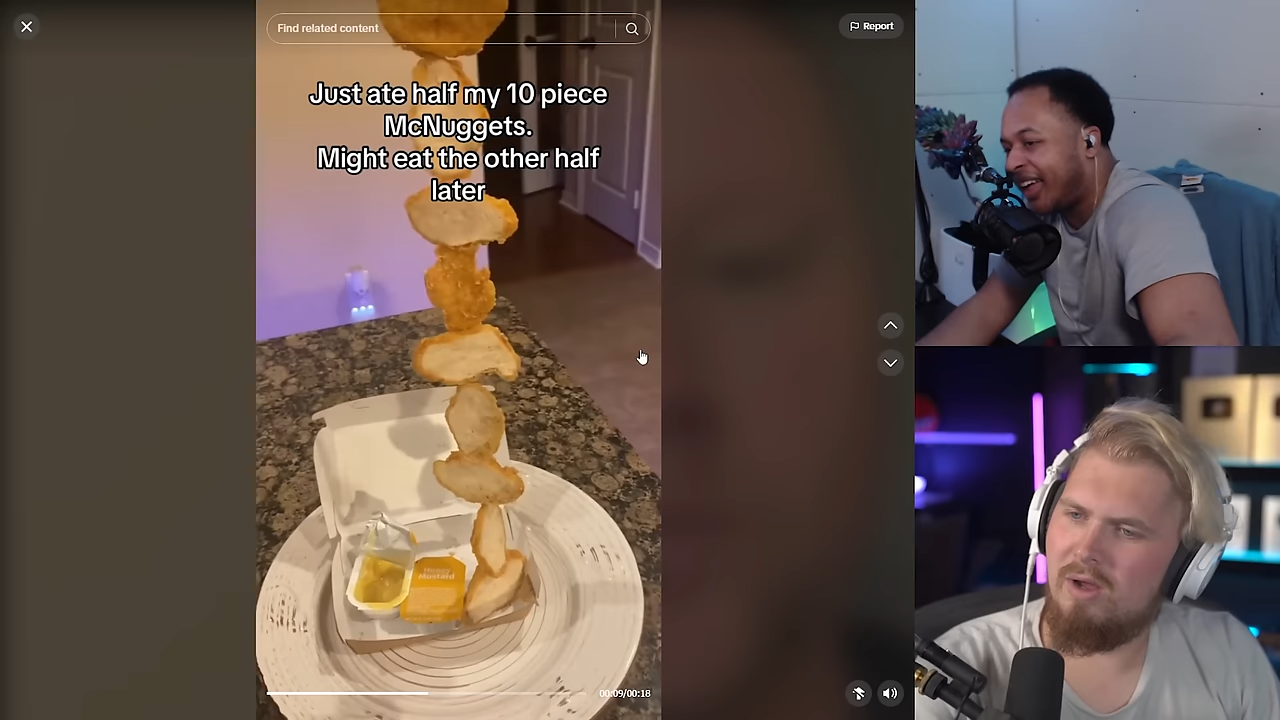 Find related content
Report
Just ate half my 10 piece
McNuggets.
Might eat the other half
later
Honey
Mustard
00:09/00:18